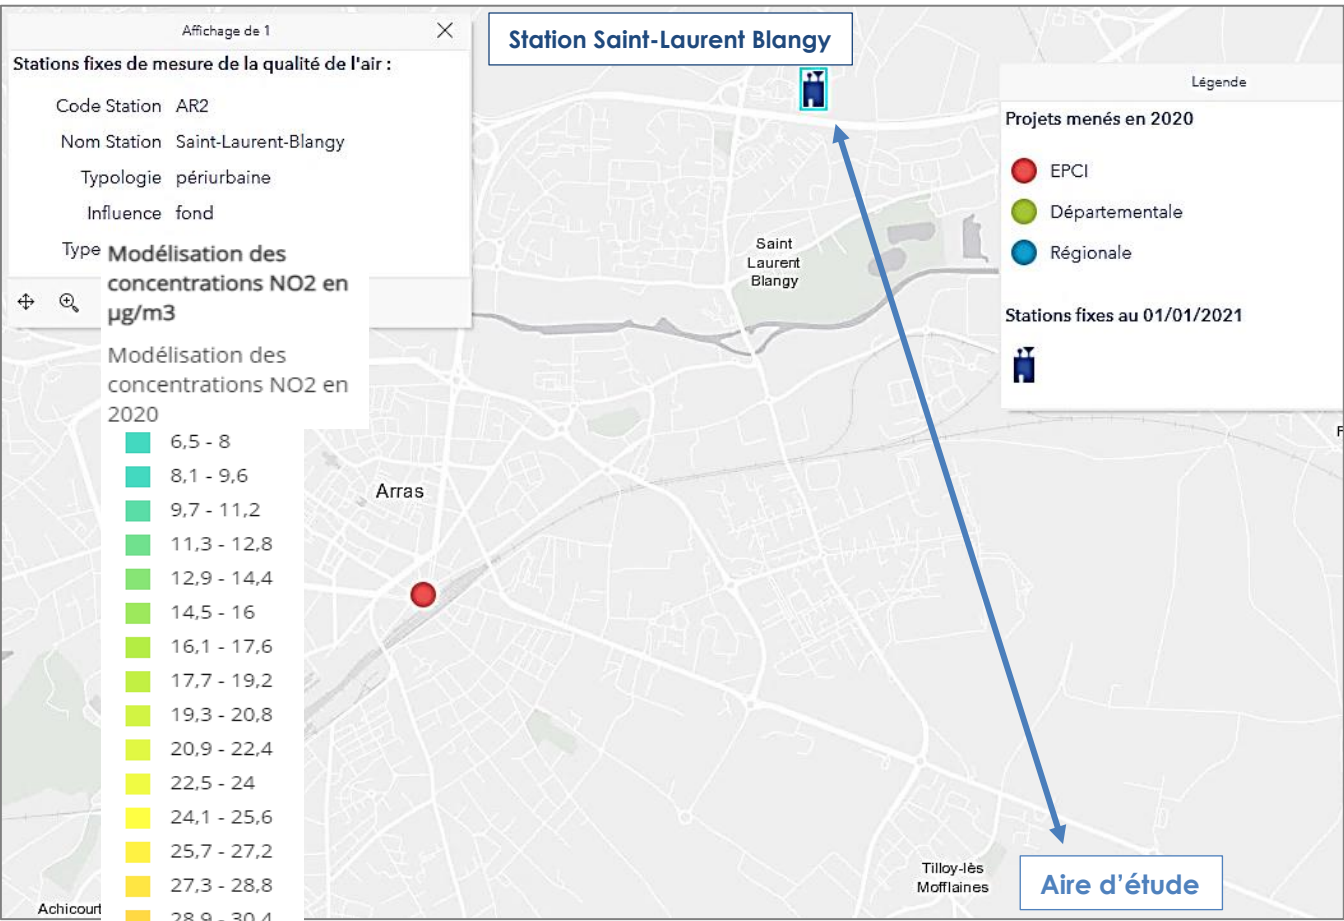 Affichage de 1
Stations fixes de mesure de la qualité de l'air :
Code Station AR2
Nom Station Saint-Laurent-Blangy
Typologie périurbaine
Influence fond
Type
Modélisation des
concentrations NO2 en
µg/m3
Modélisation des
concentrations NO2 en
2020
6,5 - 8
8,1 - 9,6
9,7 - 11,2
11,3 - 12,8
12,9 - 14,4
14,5 - 16
16,1 - 17,6
17,7 - 19,2
19,3 - 20,8
20,9 - 22,4
22,5 - 24
24,1 - 25,6
25,7 - 27,2
27,3 - 28,8
28,9 - 30,4
Station Saint-Laurent Blangy
Saint
Laurent
Blangy
Arras
Achicourt
Tilloy-lès
Mofflaines
Aire d'étude
Légende
Projets menés en 2020
EPCI
Départementale
Régionale
Stations fixes au 01/01/2021